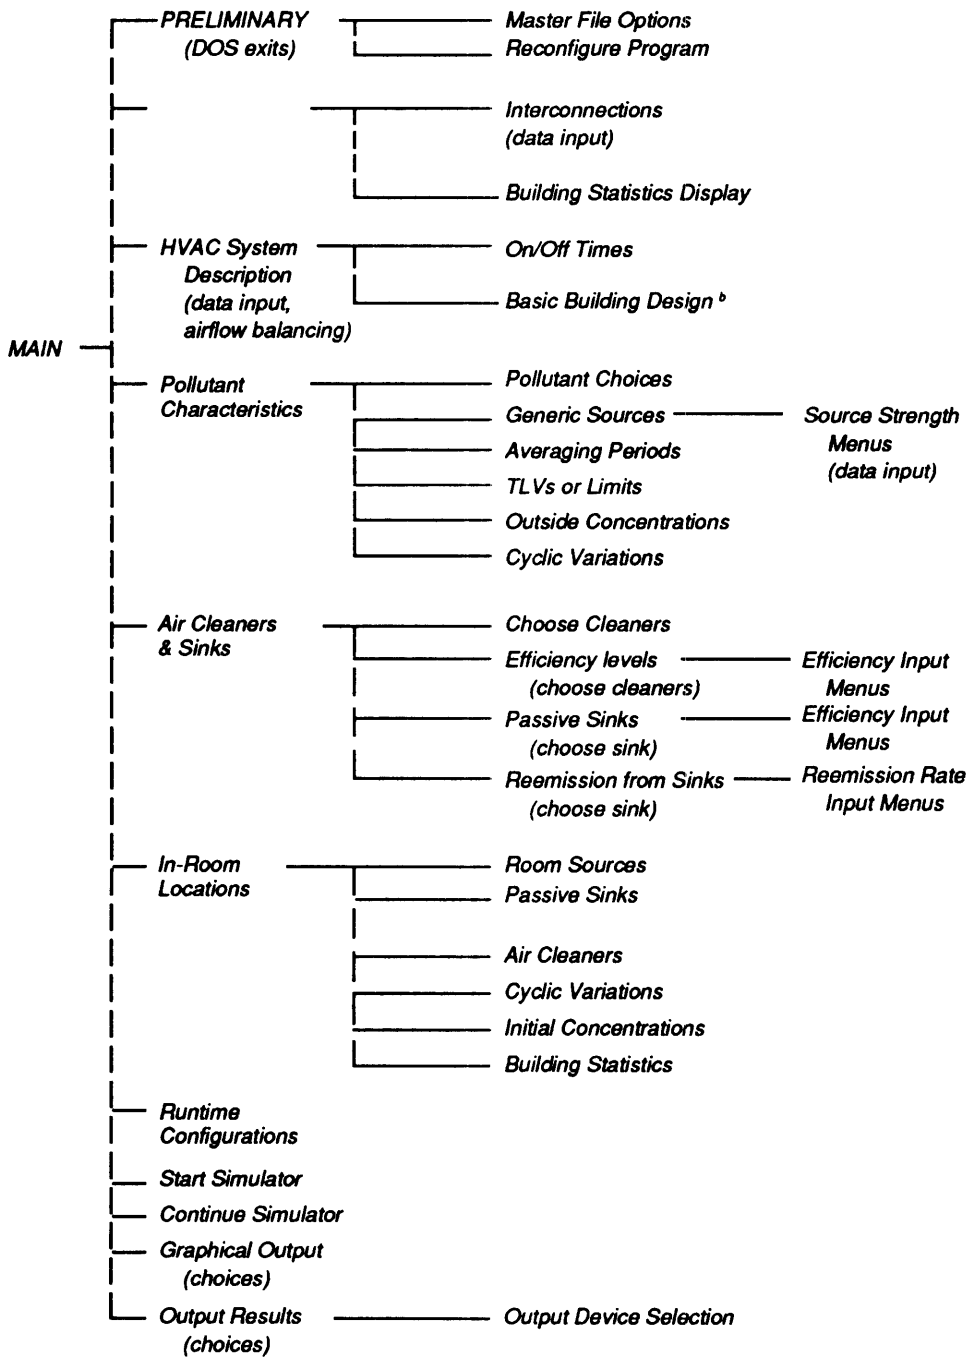 PRELIMINARY
(DOS exits)
Master File Options
Reconfigure Program
Interconnections
(data input)
Building Statistics Display
HVAC System
Description
(data input,
airflow balancing)
On/Off Times
Basic Building Design b
MAIN
Pollutant
Characteristics
Pollutant Choices
Generic Sources
Averaging Periods
TLVs or Limits
Outside Concentrations
Cyclic Variations
Source Strength
Menus
(data input)
Air Cleaners
& Sinks
Choose Cleaners
Efficiency levels
(choose cleaners)
Efficiency Input
Menus
Passive Sinks
(choose sink)
Efficiency Input
Menus
Reemission from Sinks
(choose sink)
Reemission Rate
Input Menus
In-Room
Locations
Room Sources
Passive Sinks
Air Cleaners
Cyclic Variations
Initial Concentrations
Building Statistics
Runtime
Configurations
Start Simulator
Continue Simulator
Graphical Output
(choices)
Output Results
(choices)
Output Device Selection